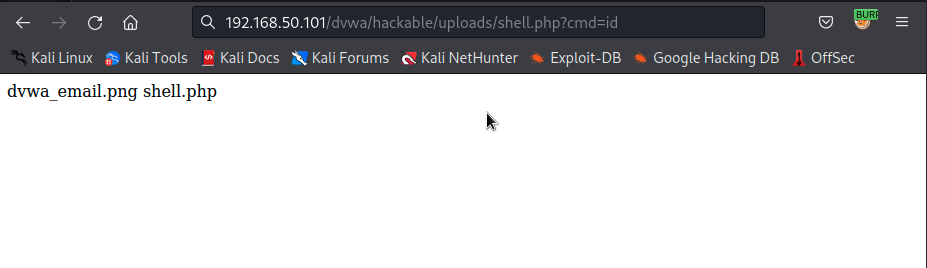 192.168.50.101/dvwa/hackable/uploads/shell.php?cmd=id
BURP
Kali Linux Kali Tools Kali Docs Kali Forums Kali NetHunter Exploit-DB Google Hacking DB OffSec
dvwa_email.png shell.php